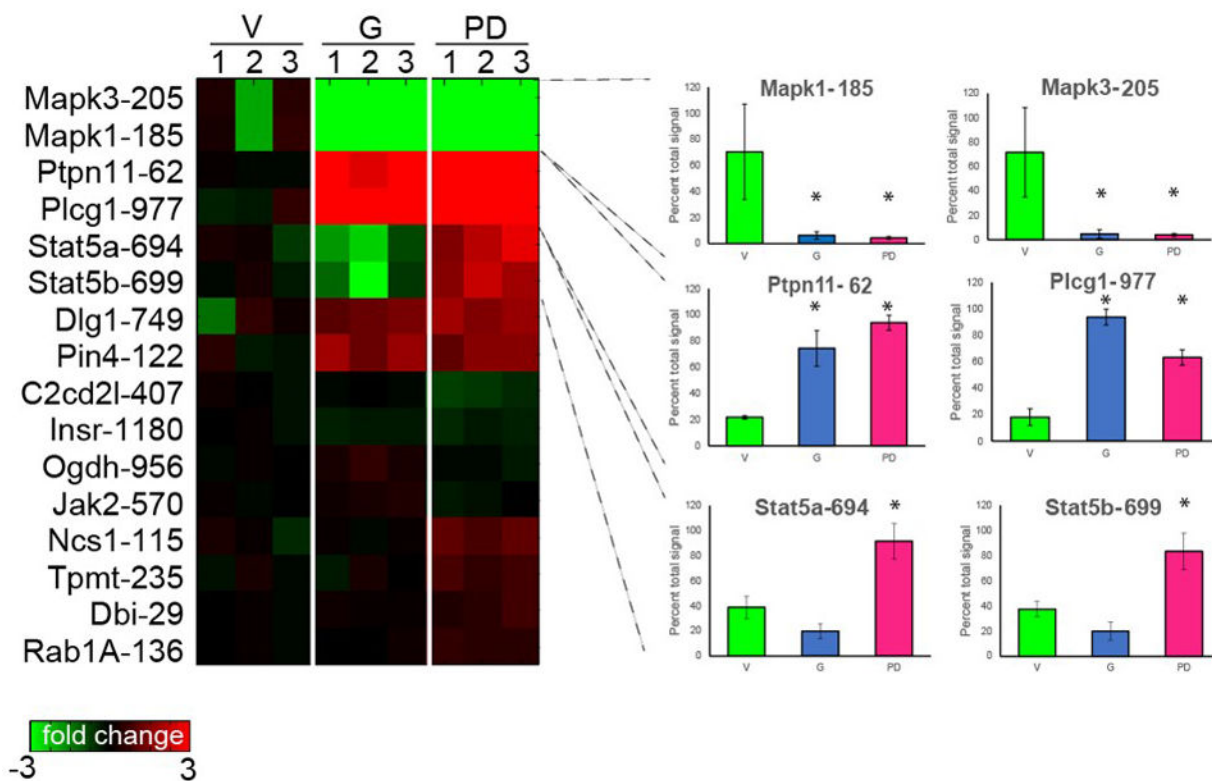 V G PD
1 2 3 1 2 3 1 2 3
Mapk3-205
Mapk1-185
Ptpn11-62
Plcg1-977
Stat5a-694
Stat5b-699
Dlg1-749
Pin4-122
C2cd2l-407
Insr-1180
Ogdh-956
Jak2-570
Ncs1-115
Tpmt-235
Dbi-29
Rab1A-136
fold change
-3 3
Mapk1-185
Percent total signal
120
100
80
60
40
20
0
* *
V G PD
Mapk3-205
Percent total signal
120
100
80
60
40
20
0
* *
V G PD
Ptpn11-62
Percent total signal
120
100
80
60
40
20
0
* *
V G PD
Plcg1-977
Percent total signal
120
100
80
60
40
20
0
* *
V G PD
Stat5a-694
Percent total signal
120
100
80
60
40
20
0
*
V G PD
Stat5b-699
Percent total signal
120
100
80
60
40
20
0
*
V G PD